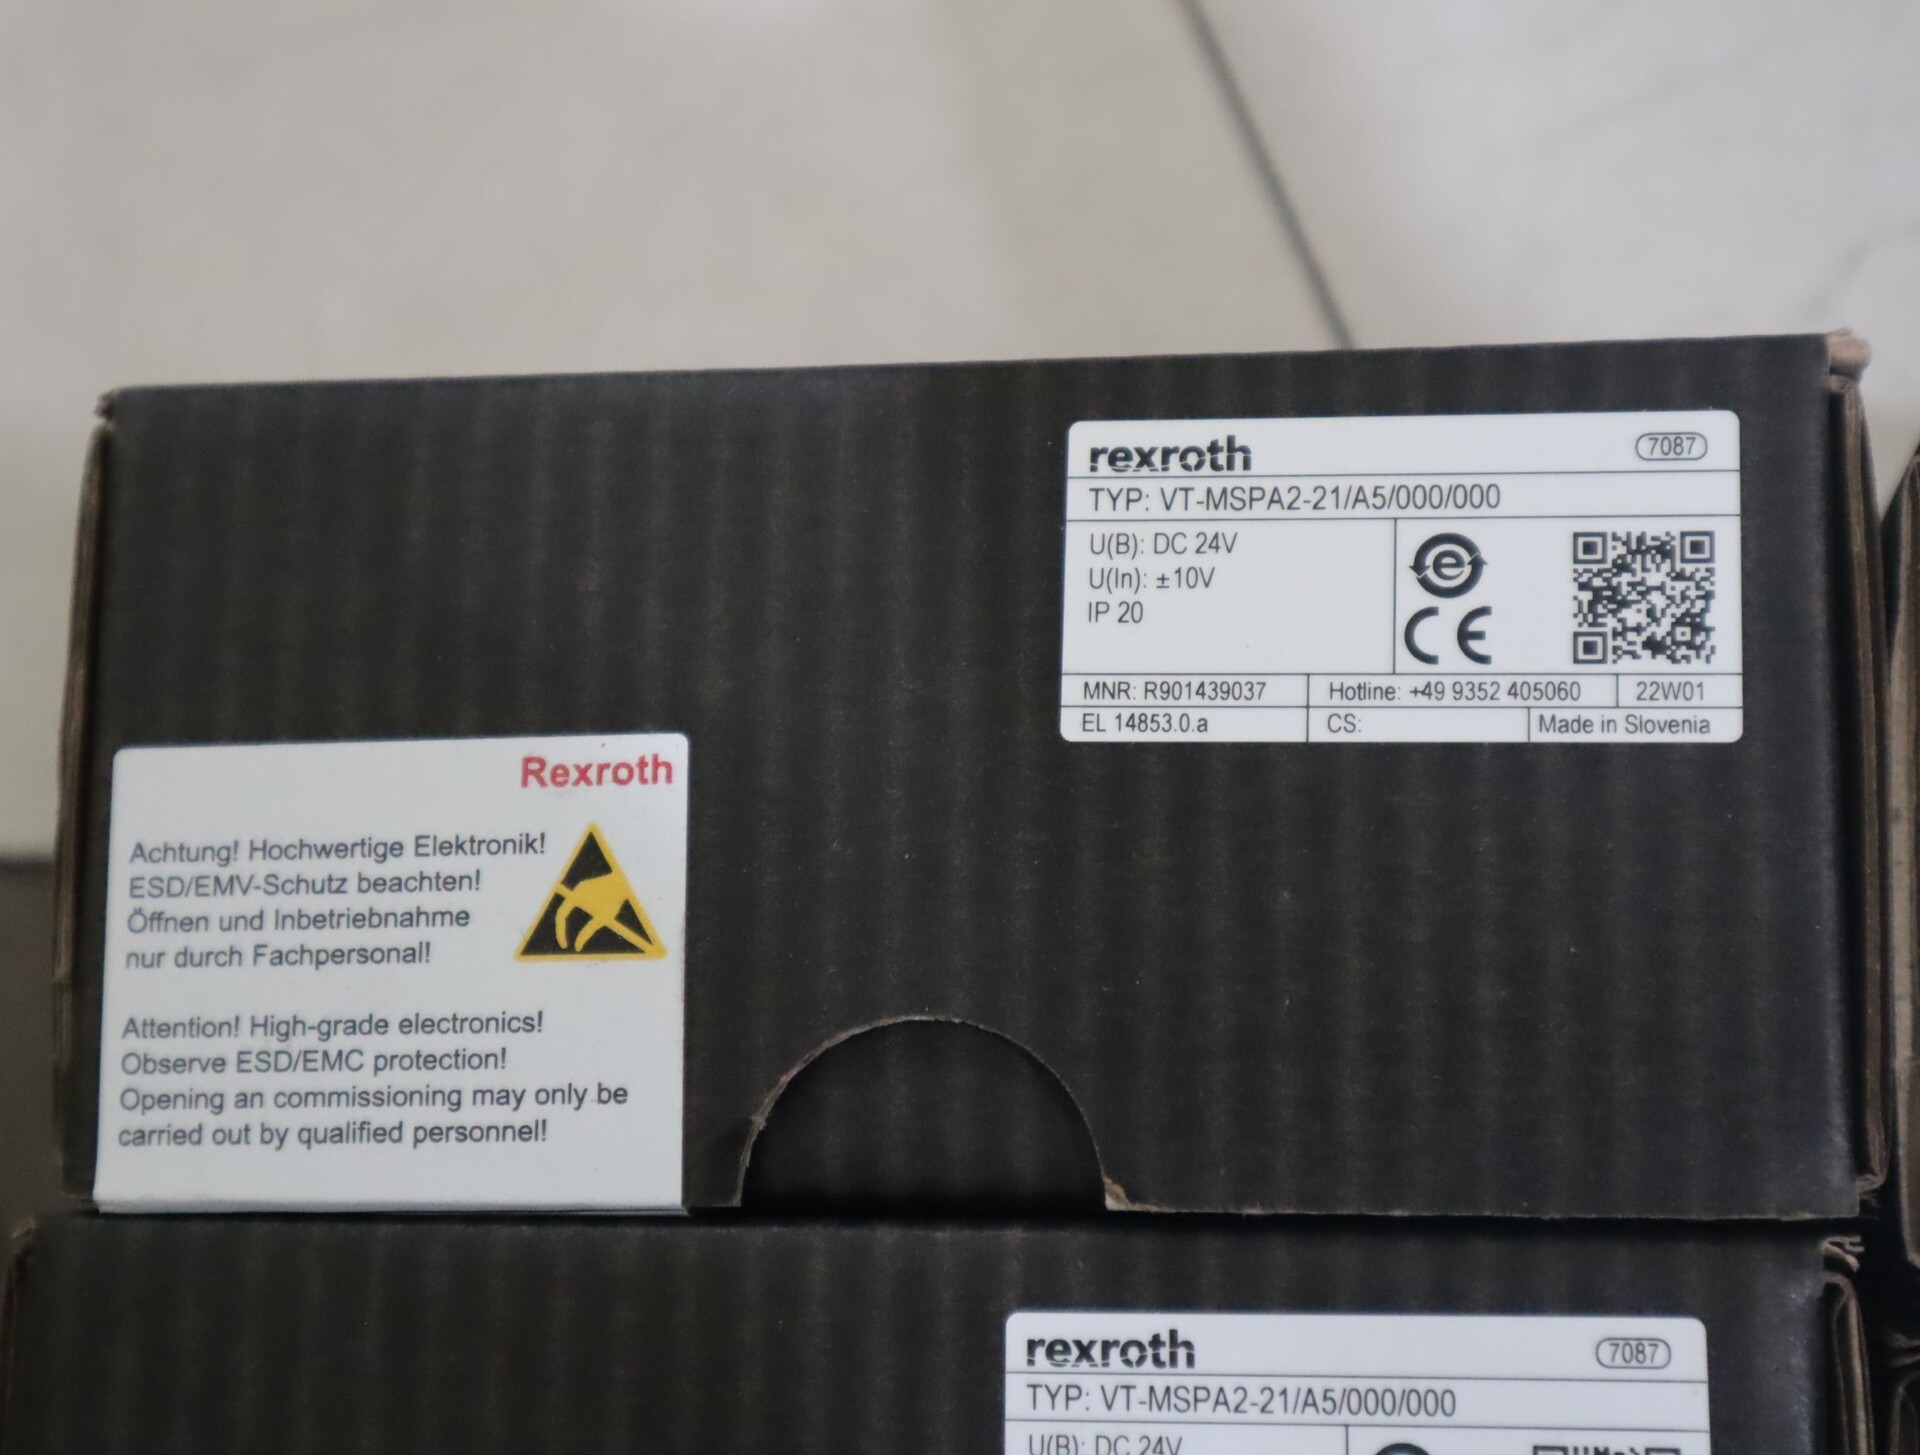 rexroth 7087
TYP: VT-MSPA2-21/A5/000/000
U(B): DC 24V
U(In): ±10V
IP 20
CE
MNR: R901439037 Hotline: +49 9352 405060 22W01
EL 14853.0.a CS: Made in Slovenia
Rexroth
Achtung! Hochwertige Elektronik!
ESD/EMV-Schutz beachten!
Öffnen und Inbetriebnahme
nur durch Fachpersonal!
Attention! High-grade electronics!
Observe ESD/EMC protection!
Opening an commissioning may only be
carried out by qualified personnel!
rexroth 7087
TYP: VT-MSPA2-21/A5/000/000
U(B): DC 24V